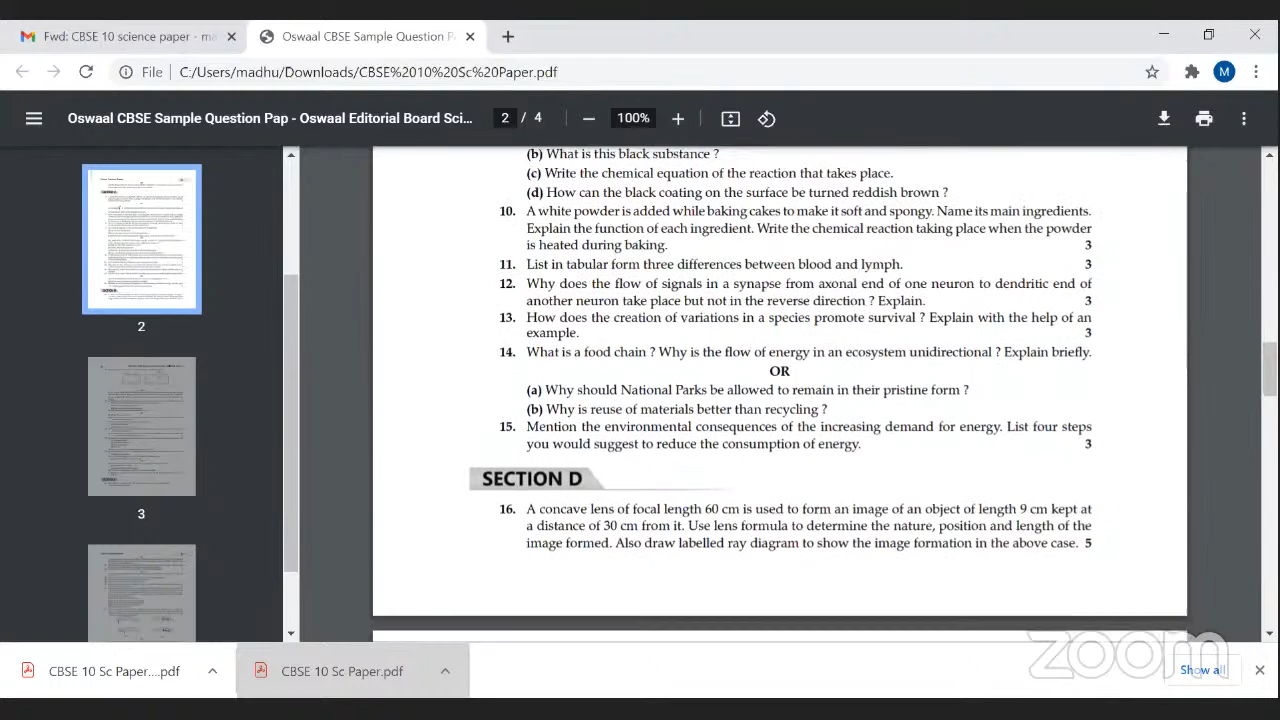 Fwd: CBSE 10 science paper - ma
Oswaal CBSE Sample Question P
File
C:/Users/madhu/Downloads/CBSE%2010%20Sc%20Paper.pdf
M
Oswaal CBSE Sample Question Pap - Oswaal Editorial Board Sci...
2 / 4
100%
2
3
(b) What is this black substance ?
(c) Write the chemical equation of the reaction that takes place.
(d) How can the black coating on the surface be turned reddish brown ?
10. A white powder is added while baking cakes to make it soft and spongy. Name its main ingredients.
Explain the function of each ingredient. Write the chemical reaction taking place when the powder
is heated during baking. 3
11. List in tabular form three differences between blood and lymph. 3
12. Why does the flow of signals in a synapse from axonal end of one neuron to dendritic end of
another neuron take place but not in the reverse direction ? Explain. 3
13. How does the creation of variations in a species promote survival ? Explain with the help of an
example. 3
14. What is a food chain ? Why is the flow of energy in an ecosystem unidirectional ? Explain briefly.
OR
(a) Why should National Parks be allowed to remain in their pristine form ?
(b) Why is reuse of materials better than recycling ?
15. Mention the environmental consequences of the increasing demand for energy. List four steps
you would suggest to reduce the consumption of energy. 3
SECTION D
16. A concave lens of focal length 60 cm is used to form an image of an object of length 9 cm kept at
a distance of 30 cm from it. Use lens formula to determine the nature, position and length of the
image formed. Also draw labelled ray diagram to show the image formation in the above case. 5
CBSE 10 Sc Paper....pdf
CBSE 10 Sc Paper.pdf
Show all
zoom